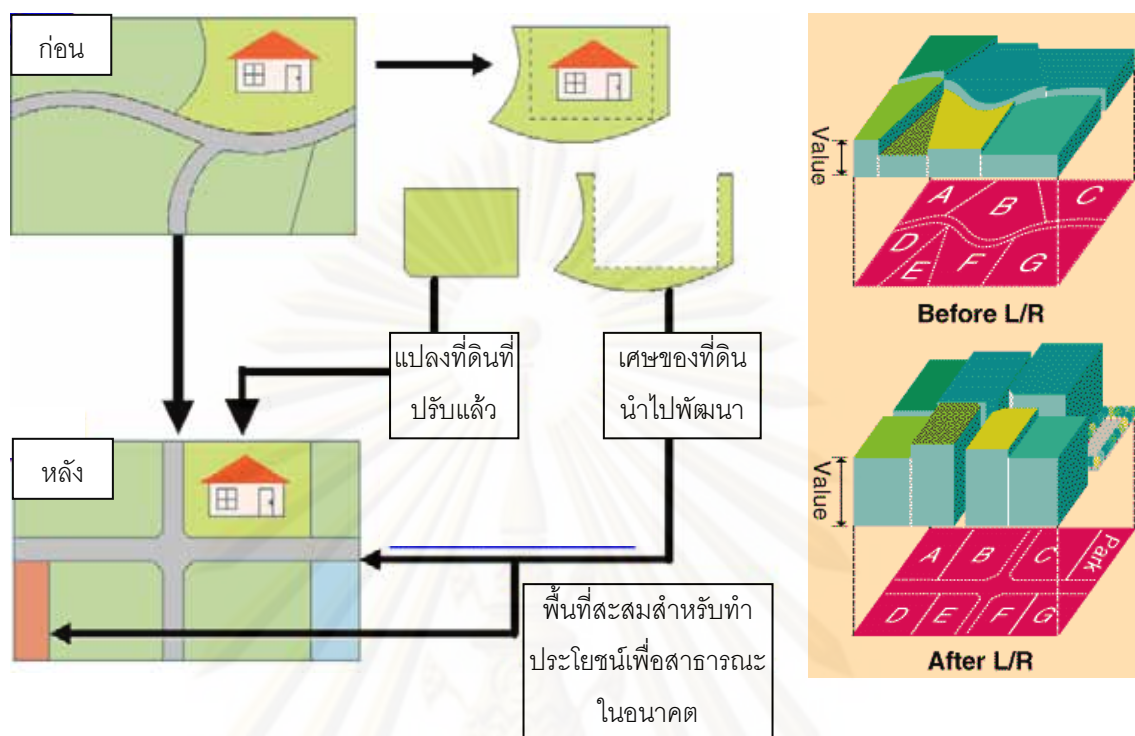 ก่อน
แปลงที่ดินที่
ปรับแล้ว
เศษของที่ดิน
นำไปพัฒนา
หลัง
พื้นที่สะสมสำหรับทำ
ประโยชน์เพื่อสาธารณะ
ในอนาคต
Value
A
B
C
D
E
F
G
Before L/R
Value
A
B
C
Park
D
E
F
G
After L/R